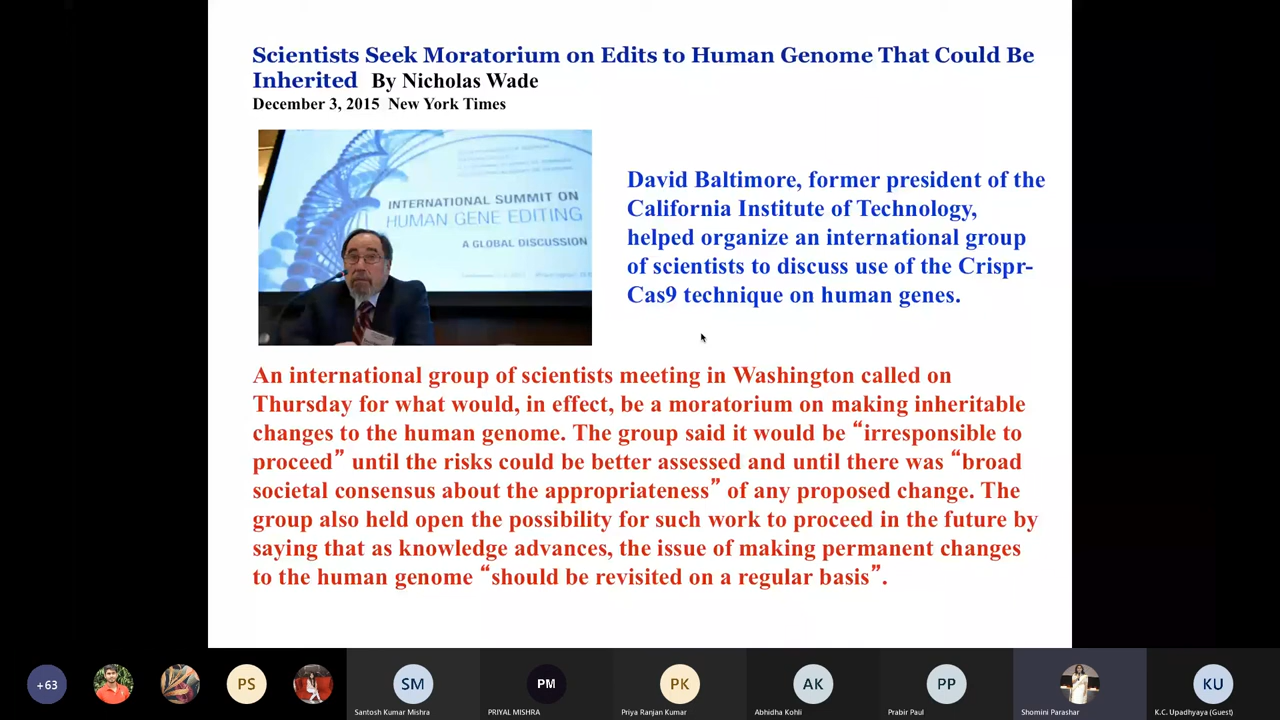 Scientists Seek Moratorium on Edits to Human Genome That Could Be
Inherited By Nicholas Wade
December 3, 2015 New York Times
INTERNATIONAL SUMMIT ON
HUMAN GENE EDITING
A GLOBAL DISCUSSION
David Baltimore, former president of the
California Institute of Technology,
helped organize an international group
of scientists to discuss use of the Crispr-
Cas9 technique on human genes.
An international group of scientists meeting in Washington called on
Thursday for what would, in effect, be a moratorium on making inheritable
changes to the human genome. The group said it would be “irresponsible to
proceed” until the risks could be better assessed and until there was “broad
societal consensus about the appropriateness” of any proposed change. The
group also held open the possibility for such work to proceed in the future by
saying that as knowledge advances, the issue of making permanent changes
to the human genome “should be revisited on a regular basis”.
+63
PS
SM
PM
PK
AK
PP
KU
Santosh Kumar Mishra
PRIYAL MISHRA
Priya Ranjan Kumar
Abhidha Kohli
Prabir Paul
Shomini Parashar
K.C. Upadhyaya (Guest)